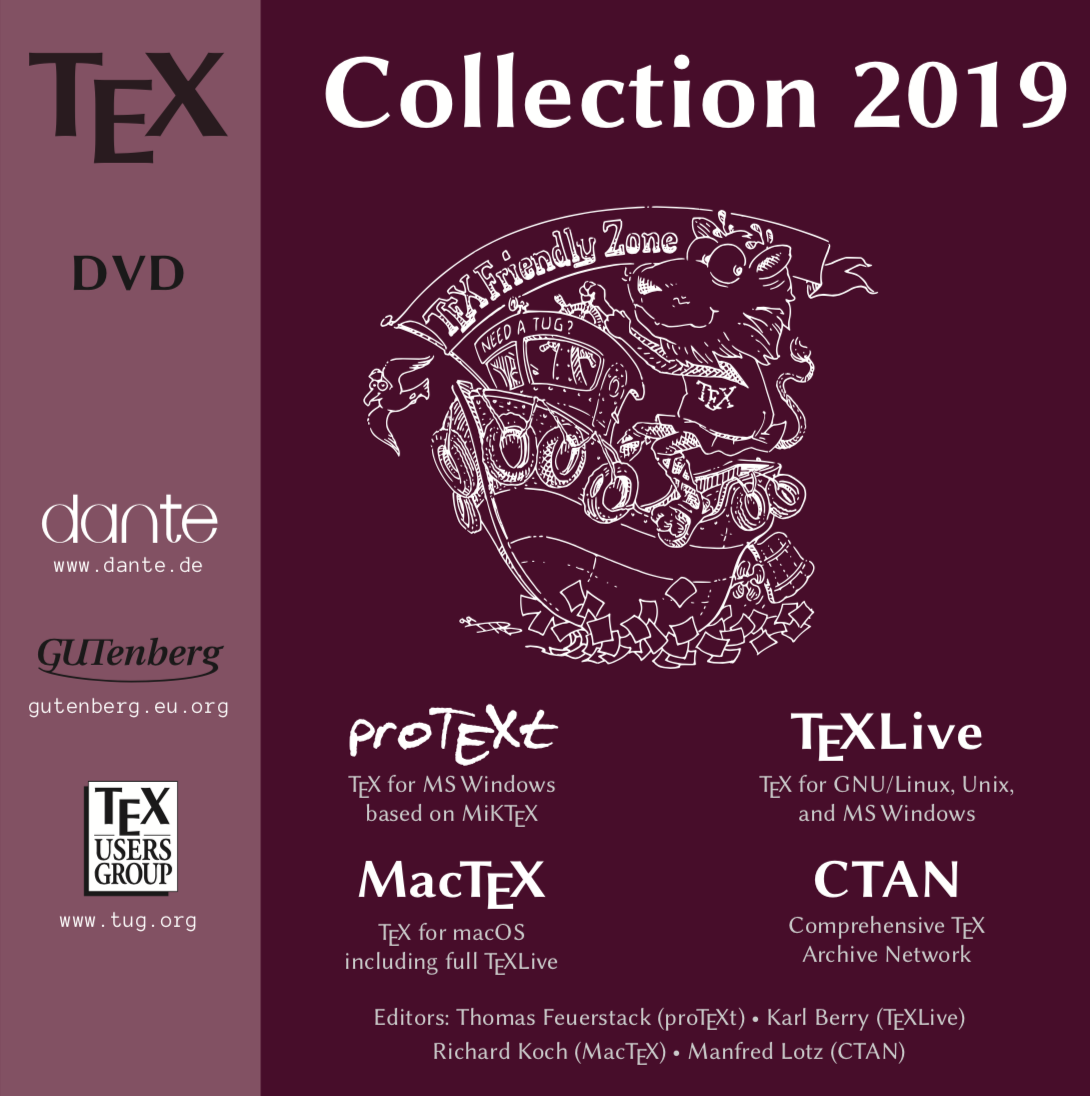 TEX
DVD
dante
www.dante.de
GUTenberg
gutenberg.eu.org
TEX
USERS
GROUP
www.tug.org
Collection 2019
TEX Friendly Zone
NEED A TUG?
TEX
proTEXt
TEX for MS Windows
based on MiKTEX
TEXLive
TEX for GNU/Linux, Unix,
and MS Windows
MacTEX
TEX for macOS
including full TEXLive
CTAN
Comprehensive TEX
Archive Network
Editors: Thomas Feuerstack (proTEXt) • Karl Berry (TEXLive)
Richard Koch (MacTEX) • Manfred Lotz (CTAN)